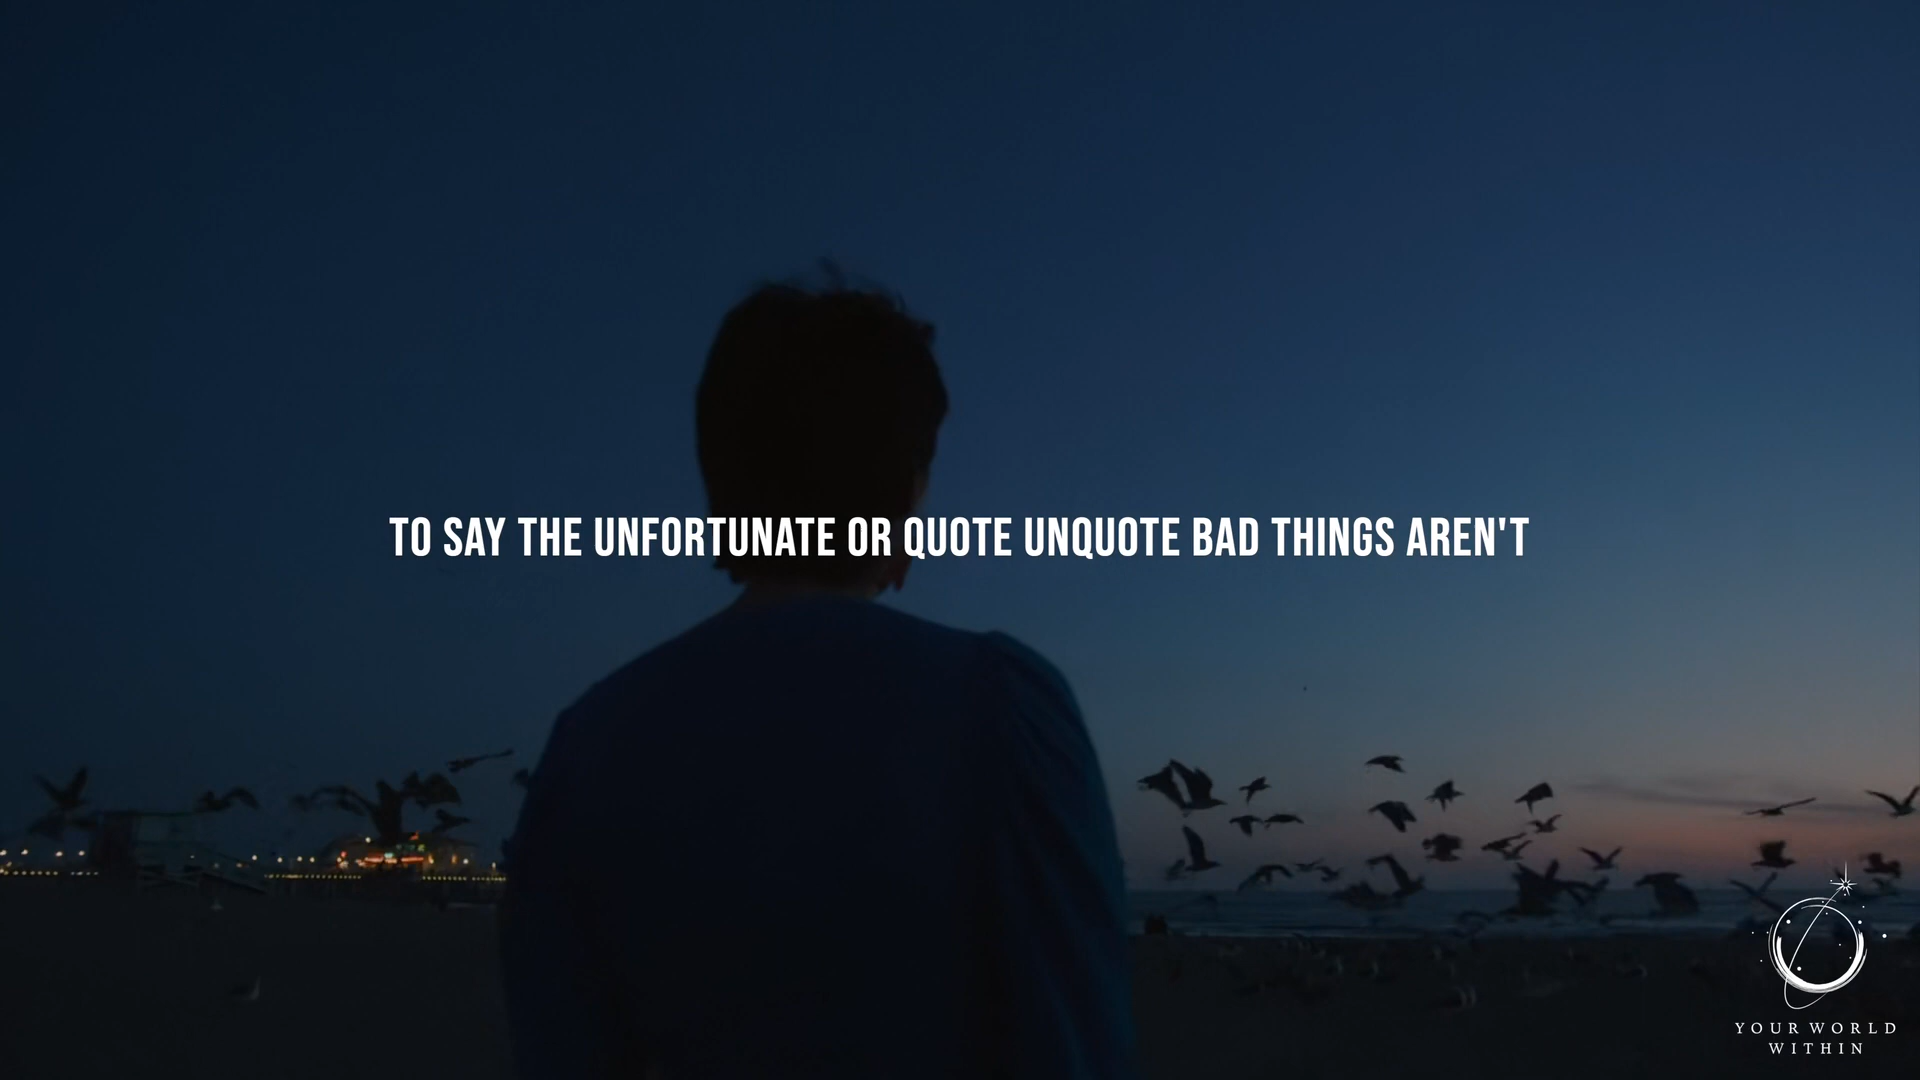 TO SAY THE UNFORTUNATE OR QUOTE UNQUOTE BAD THINGS AREN'T
YOUR WORLD
WITHIN